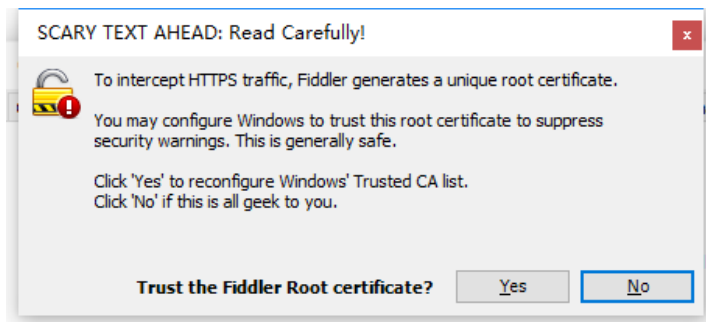 SCARY TEXT AHEAD: Read Carefully!
x
To intercept HTTPS traffic, Fiddler generates a unique root certificate.
You may configure Windows to trust this root certificate to suppress
security warnings. This is generally safe.
Click 'Yes' to reconfigure Windows' Trusted CA list.
Click 'No' if this is all geek to you.
Trust the Fiddler Root certificate? Yes No